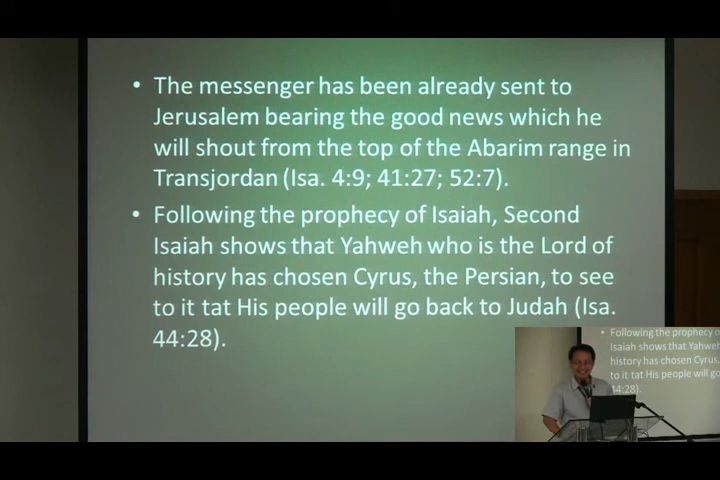 • The messenger has been already sent to
Jerusalem bearing the good news which he
will shout from the top of the Abarim range in
Transjordan (Isa. 4:9; 41:27; 52:7).
• Following the prophecy of Isaiah, Second
Isaiah shows that Yahweh who is the Lord of
history has chosen Cyrus, the Persian, to see
to it tat His people will go back to Judah (Isa.
44:28).
• Following the prophecy o
Isaiah shows that Yahweh
history has chosen Cyrus,
to it tat His people will go
44:28).